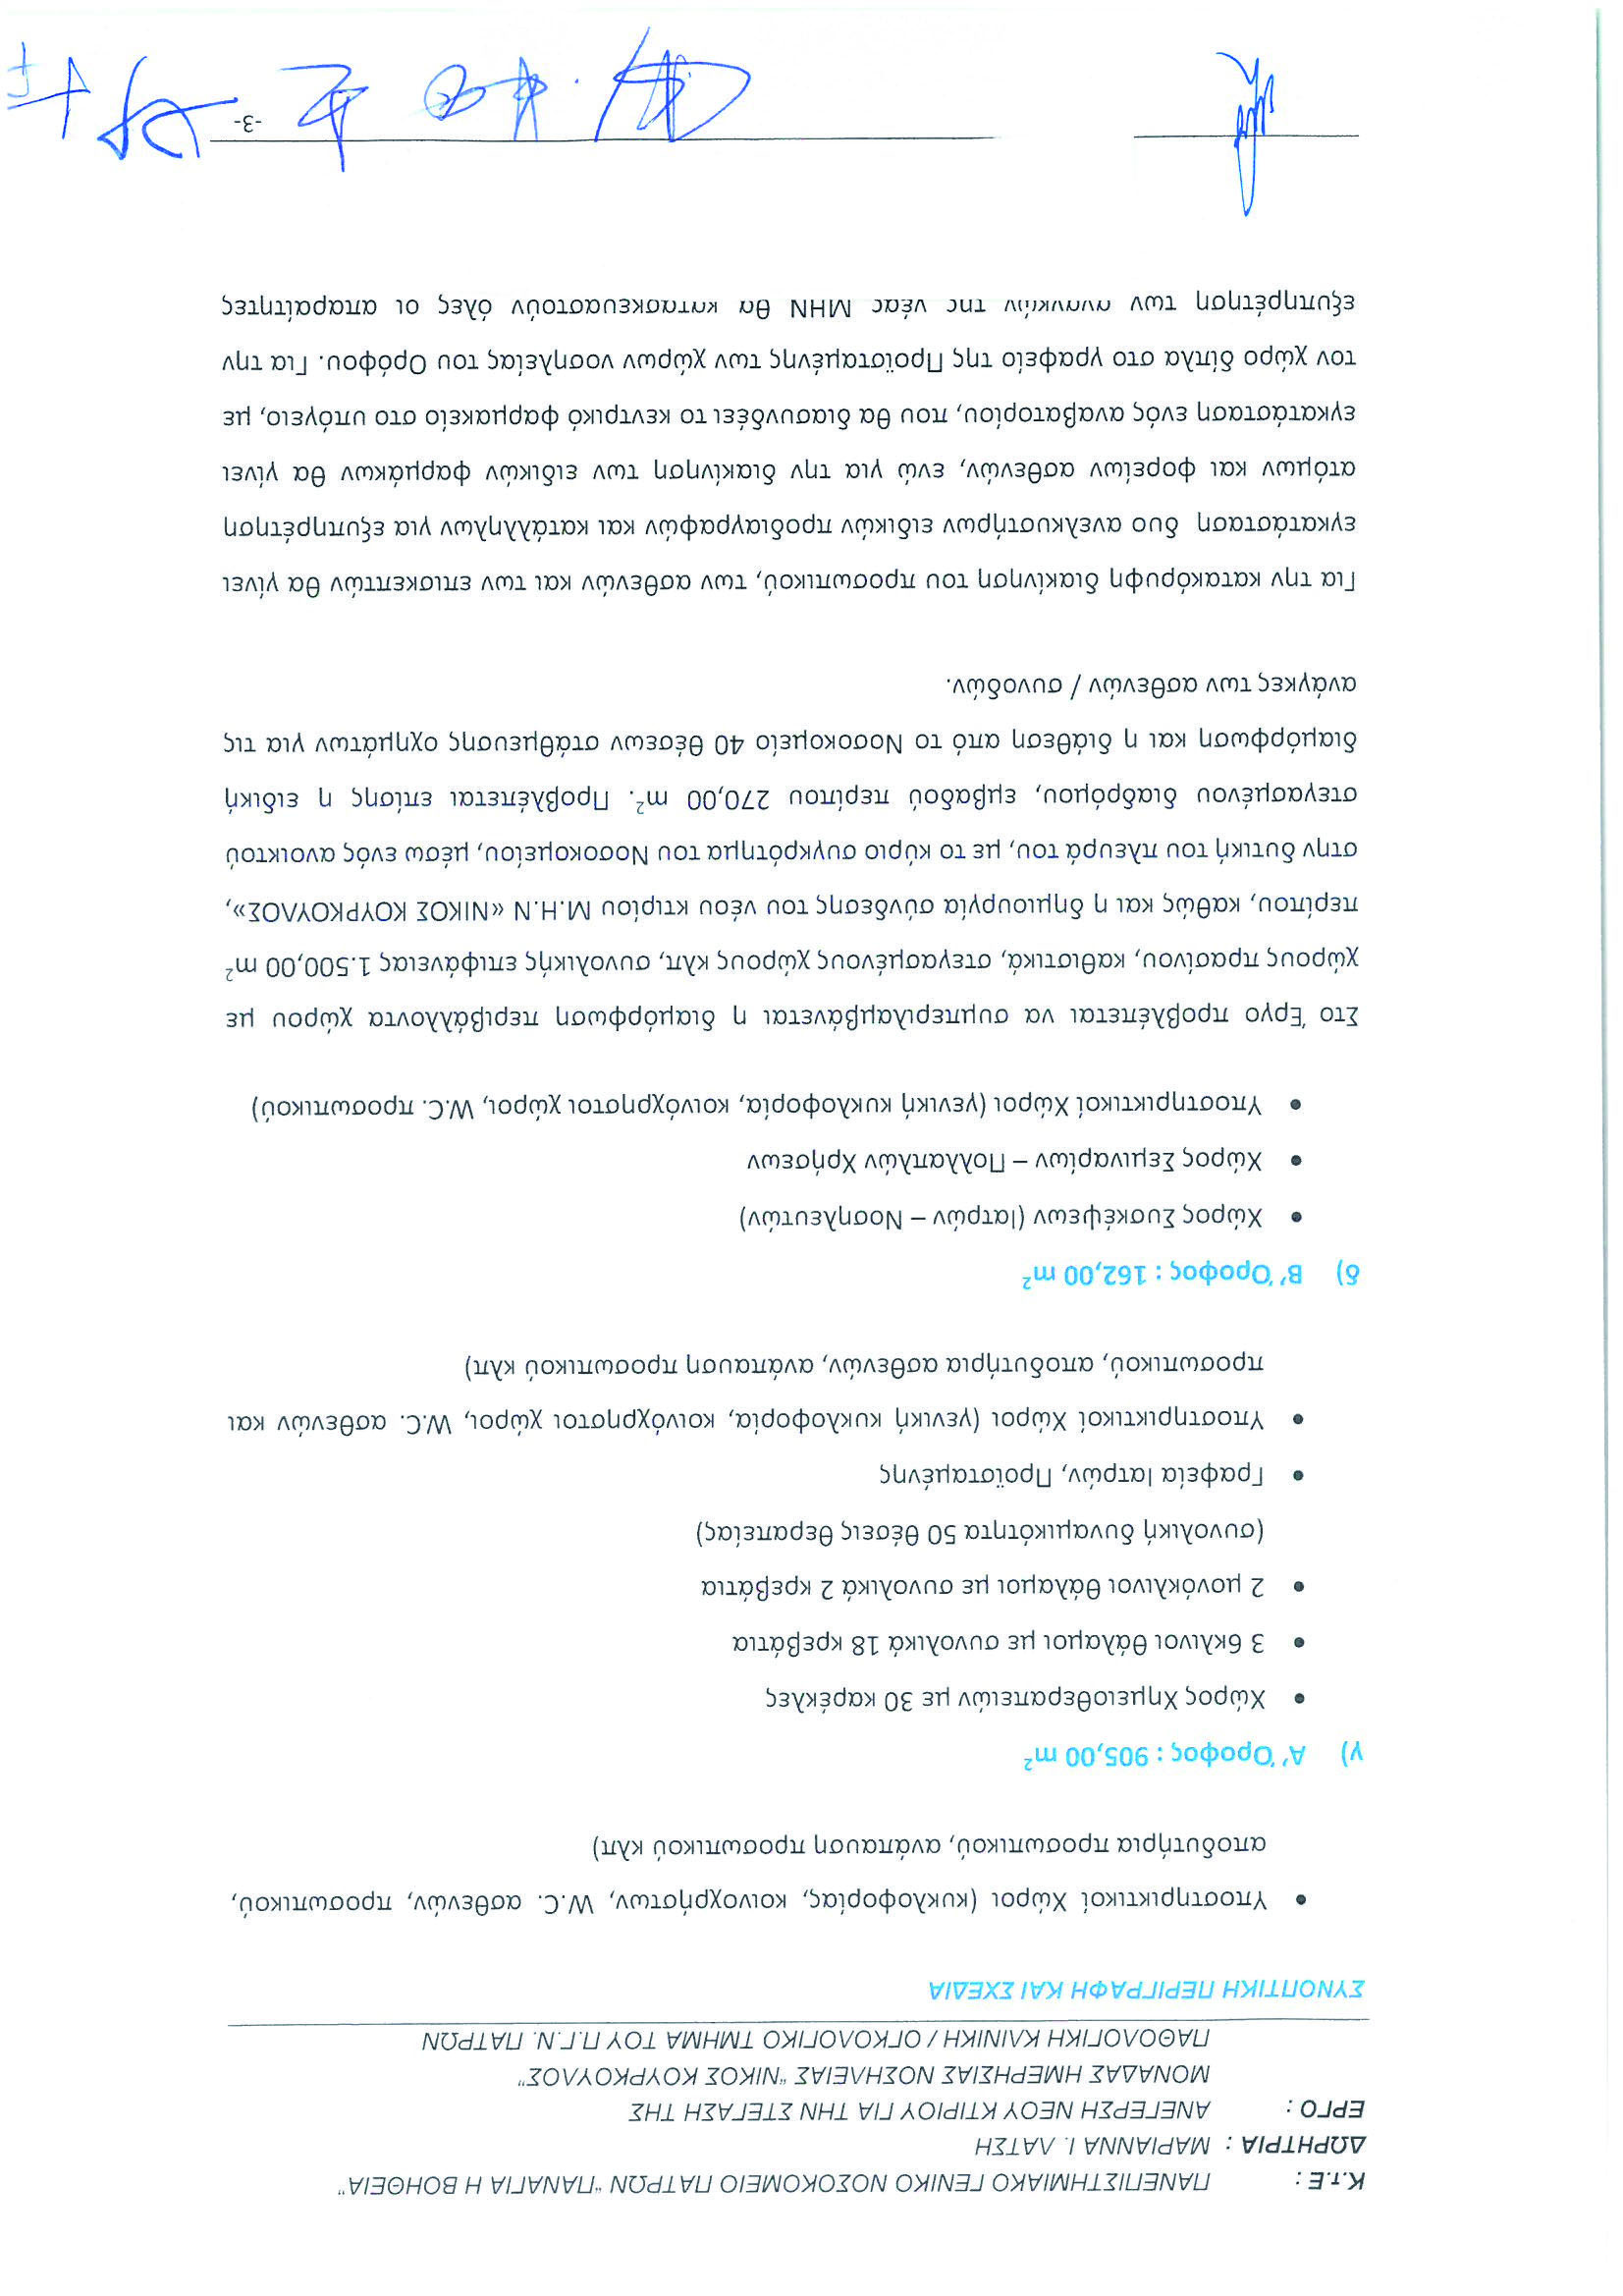 Κ.τ.Ε : ΠΑΝΕΠΙΣΤΗΜΙΑΚΟ ΓΕΝΙΚΟ ΝΟΣΟΚΟΜΕΙΟ ΠΑΤΡΩΝ "ΠΑΝΑΓΙΑ Η ΒΟΗΘΕΙΑ"
ΔΩΡΗΤΡΙΑ : ΜΑΡΙΑΝΝΑ Ι. ΛΑΤΣΗ
ΕΡΓΟ : ΑΝΕΓΕΡΣΗ ΝΕΟΥ ΚΤΙΡΙΟΥ ΓΙΑ ΤΗΝ ΣΤΕΓΑΣΗ ΤΗΣ
ΜΟΝΑΔΑΣ ΗΜΕΡΗΣΙΑΣ ΝΟΣΗΛΕΙΑΣ "ΝΙΚΟΣ ΚΟΥΡΚΟΥΛΟΣ"
ΠΑΘΟΛΟΓΙΚΗ ΚΛΙΝΙΚΗ / ΟΓΚΟΛΟΓΙΚΟ ΤΜΗΜΑ ΤΟΥ Π.Γ.Ν. ΠΑΤΡΩΝ
ΣΥΝΟΠΤΙΚΗ ΠΕΡΙΓΡΑΦΗ ΚΑΙ ΣΧΕΔΙΑ
• Υποστηρικτικοί Χώροι (κυκλοφορίας, κοινοχρήστων, W.C. ασθενών, προσωπικού,
αποδυτήρια προσωπικού, ανάπαυση προσωπικού κλπ)
γ) Α' Όροφος : 905,00 m²
• Χώρος Χημειοθεραπειών με 30 καρέκλες
• 3 6κλινοι θάλαμοι με συνολικά 18 κρεβάτια
• 2 μονόκλινοι θάλαμοι με συνολικά 2 κρεβάτια
(συνολική δυναμικότητα 50 θέσεις θεραπείας)
• Γραφεία Ιατρών, Προϊσταμένης
• Υποστηρικτικοί Χώροι (γενική κυκλοφορία, κοινόχρηστοι χώροι, W.C. ασθενών και
προσωπικού, αποδυτήρια ασθενών, ανάπαυση προσωπικού κλπ)
δ) Β' Όροφος : 162,00 m²
• Χώρος Συσκέψεων (Ιατρών – Νοσηλευτών)
• Χώρος Σεμιναρίων – Πολλαπλών Χρήσεων
• Υποστηρικτικοί Χώροι (γενική κυκλοφορία, κοινόχρηστοι χώροι, W.C. προσωπικού)
Στο Έργο προβλέπεται να συμπεριλαμβάνεται η διαμόρφωση περιβάλλοντα χώρου με
χώρους πρασίνου, καθιστικά, στεγασμένους χώρους κλπ, συνολικής επιφάνειας 1.500,00 m²
περίπου, καθώς και η δημιουργία σύνδεσης του νέου κτιρίου Μ.Η.Ν «ΝΙΚΟΣ ΚΟΥΡΚΟΥΛΟΣ»,
στην δυτική του πλευρά του, με το κύριο συγκρότημα του Νοσοκομείου, μέσω ενός ανοικτού
στεγασμένου διαδρόμου, εμβαδού περίπου 270,00 m². Προβλέπεται επίσης η ειδική
διαμόρφωση και η διάθεση από το Νοσοκομείο 40 θέσεων στάθμευσης οχημάτων για τις
ανάγκες των ασθενών / συνοδών.
Για την κατακόρυφη διακίνηση του προσωπικού, των ασθενών και των επισκεπτών θα γίνει
εγκατάσταση δυο ανελκυστήρων ειδικών προδιαγραφών και κατάλληλων για εξυπηρέτηση
ατόμων και φορείων ασθενών, ενώ για την διακίνηση των ειδικών φαρμάκων θα γίνει
εγκατάσταση ενός αναβατορίου, που θα διασυνδέει το κεντρικό φαρμακείο στο υπόγειο, με
τον χώρο δίπλα στο γραφείο της Προϊσταμένης των χώρων νοσηλείας του Ορόφου. Για την
εξυπηρέτηση των αναγκών της νέας ΜΗΝ θα κατασκευαστούν όλες οι απαραίτητες
-3-